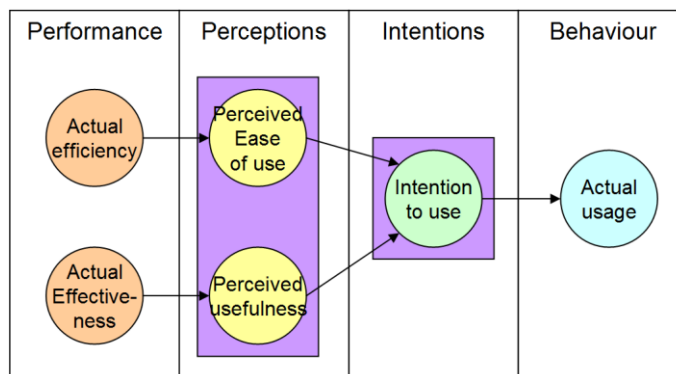 Performance
Perceptions
Intentions
Behaviour
Actual
efficiency
Perceived
Ease
of use
Intention
to use
Actual
usage
Actual
Effective-
ness
Perceived
usefulness